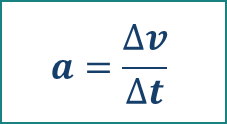 a = Δv / Δt